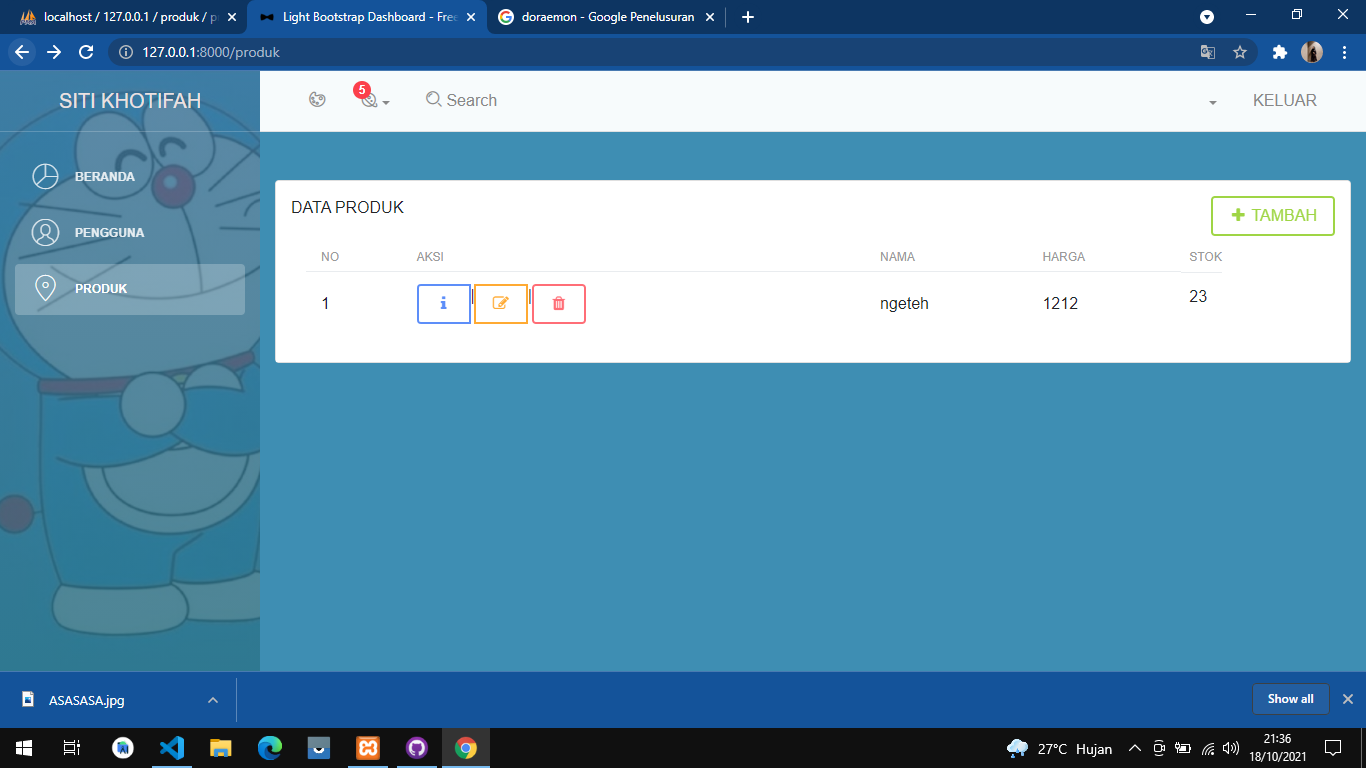 localhost / 127.0.0.1 / produk / p
Light Bootstrap Dashboard - Free
doraemon - Google Penelusuran
127.0.0.1:8000/produk
SITI KHOTIFAH
5
Search
KELUAR
BERANDA
PENGGUNA
PRODUK
DATA PRODUK
TAMBAH
NO AKSI NAMA HARGA STOK
1 ngeteh 1212 23
ASASASA.jpg
Show all
27°C Hujan
21:36
18/10/2021